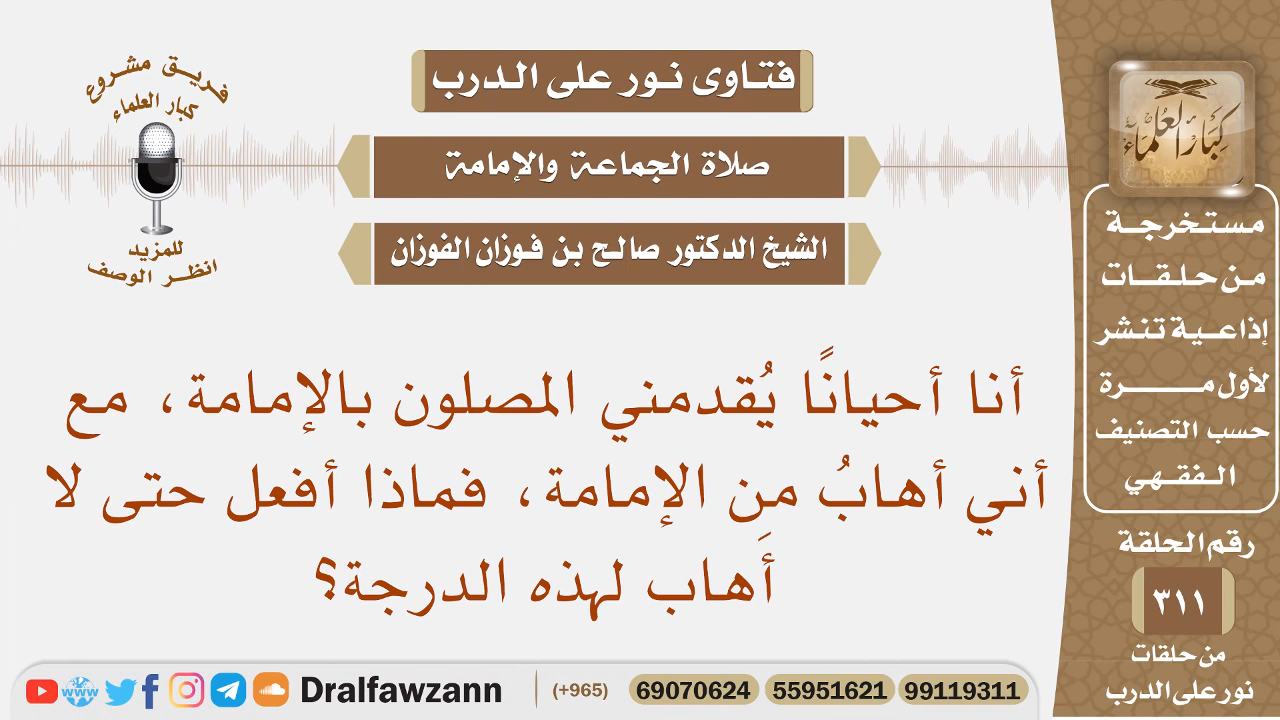 فتاوى نور على الدرب
صلاة الجماعة والإمامة
الشيخ الدكتور صالح بن فوزان الفوزان
فريق مشروع
كبار العلماء
للمزيد
انظر الوصف
كبار العلماء
مستخرجة
من حلقات
إذاعية تنشر
لأول مرة
حسب التصنيف
الفقهي
رقم الحلقة
٣١١
من حلقات
نور على الدرب
أنا أحيانًا يُقدمني المصلون بالإمامة، مع
أني أهابُ من الإمامة، فماذا أفعل حتى لا
أَهاب لهذه الدرجة؟
www Dralfawzann (+965) 69070624 55951621 99119311